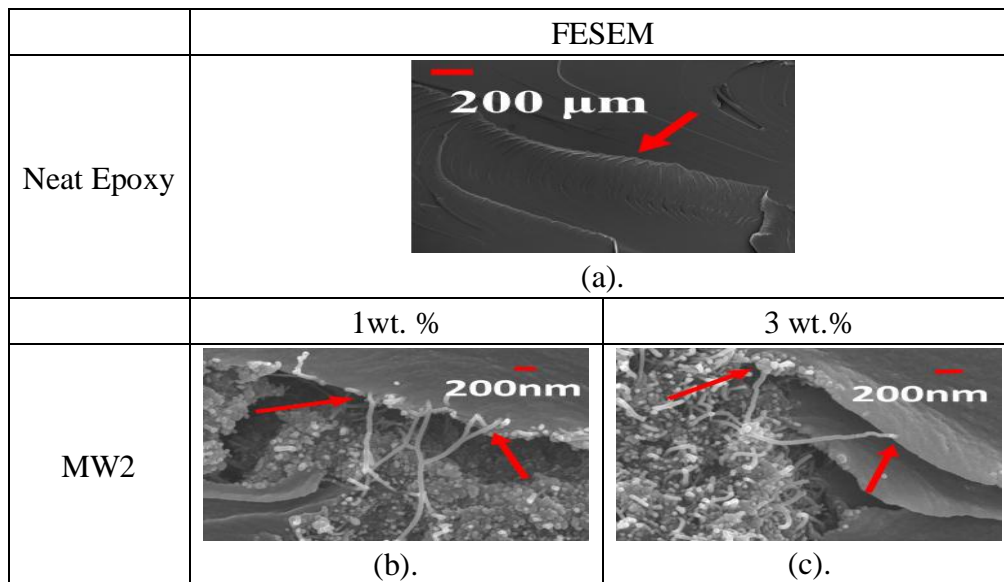 FESEM
Neat Epoxy
200 μm
(a).
1wt. %
3 wt.%
MW2
200nm
200nm
(b).
(c).